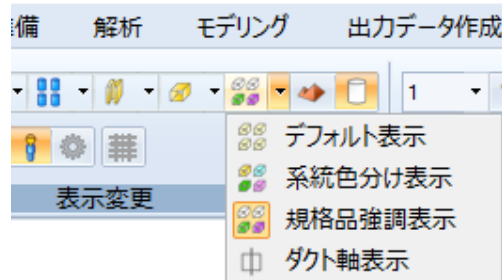 備 解析 モデリング 出力データ作成
1
デフォルト表示
系統色分け表示
表示変更
規格品強調表示
ダクト軸表示